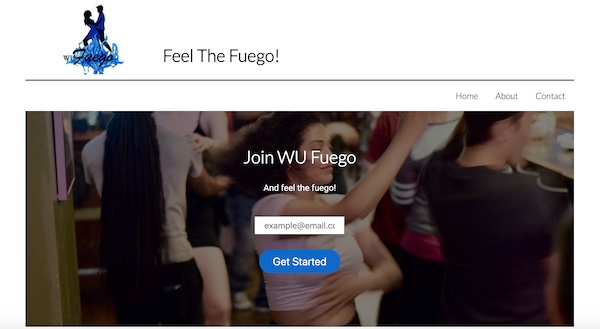 WU Fuego
Feel The Fuego!
Home About Contact
Join WU Fuego
And feel the fuego!
example@email.cc
Get Started